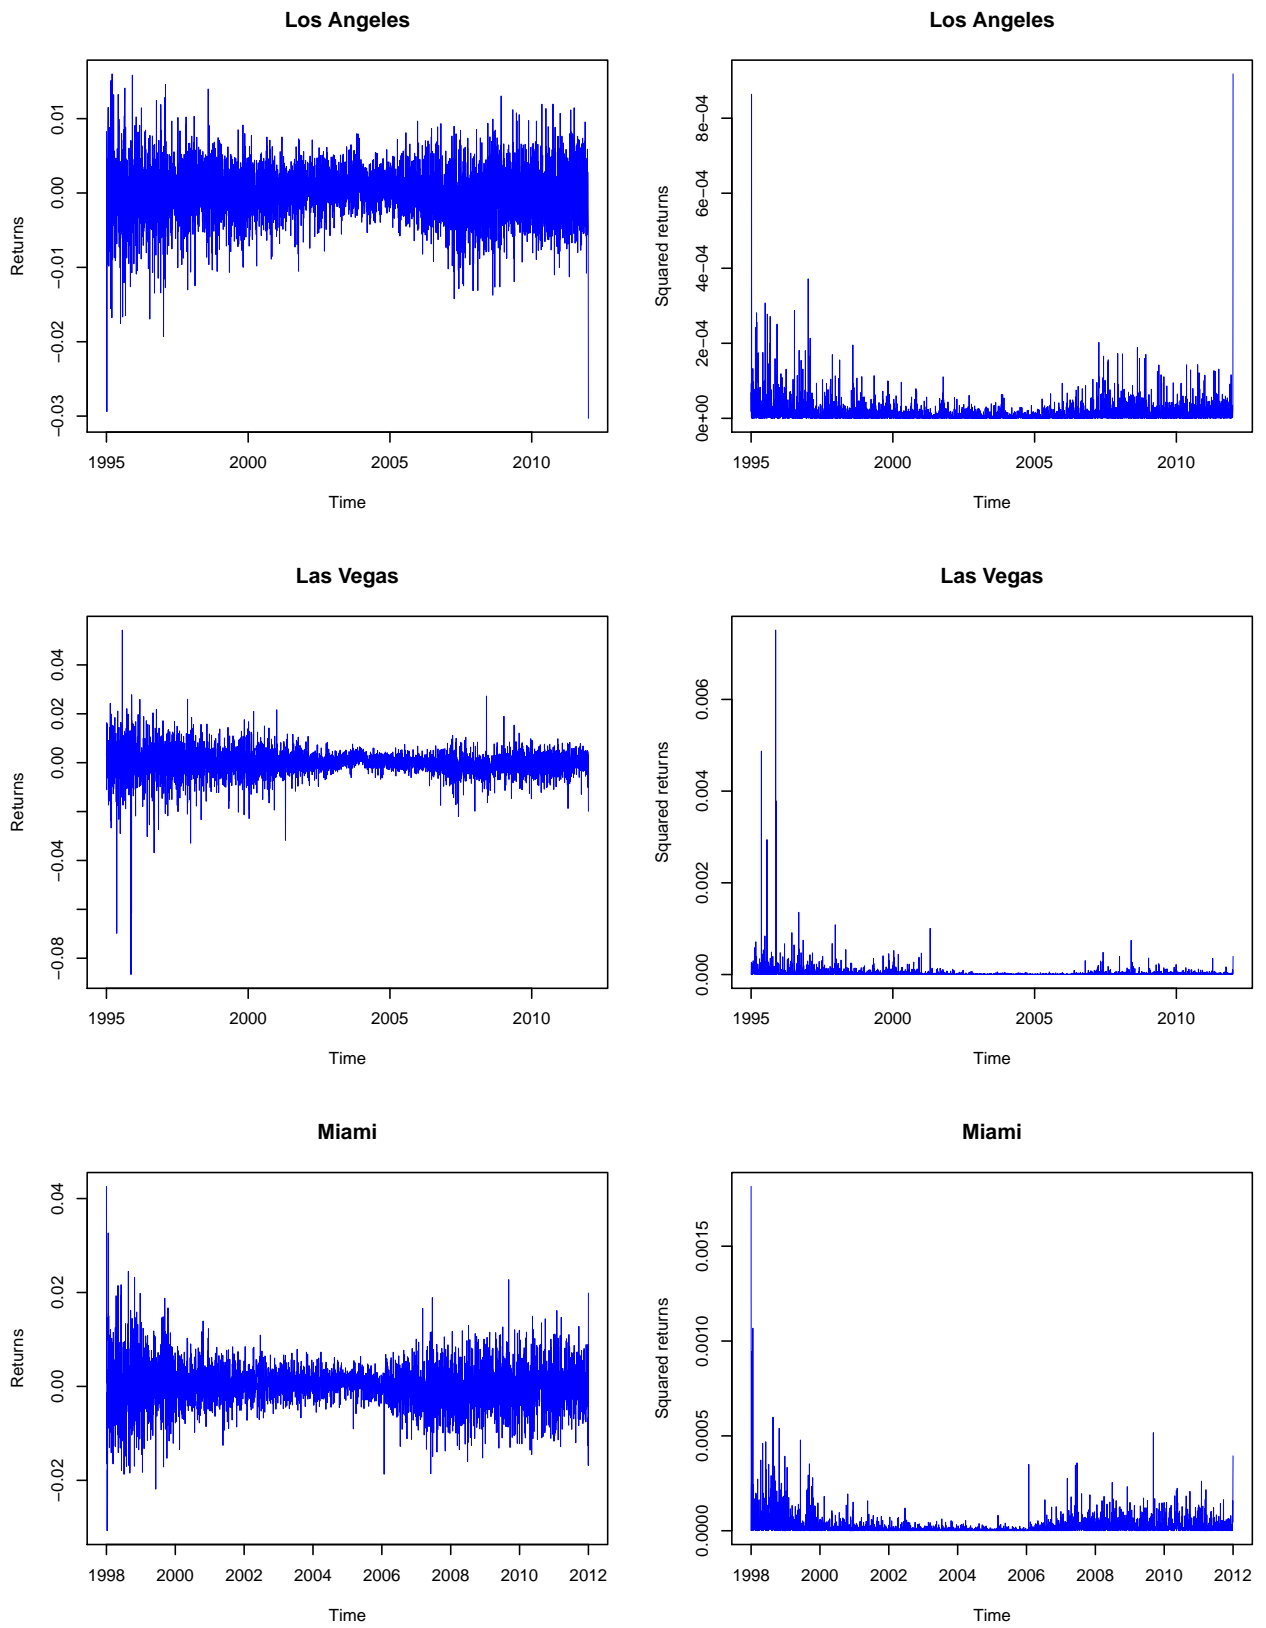 Los Angeles
Returns
0.01
0.00
−0.01
−0.02
−0.03
1995
2000
2005
2010
Time
Los Angeles
Squared returns
8e−04
6e−04
4e−04
2e−04
0e+00
1995
2000
2005
2010
Time
Las Vegas
Returns
0.04
0.02
0.00
−0.04
−0.08
1995
2000
2005
2010
Time
Las Vegas
Squared returns
0.006
0.004
0.002
0.000
1995
2000
2005
2010
Time
Miami
Returns
0.04
0.02
0.00
−0.02
1998
2000
2002
2004
2006
2008
2010
2012
Time
Miami
Squared returns
0.0015
0.0010
0.0005
0.0000
1998
2000
2002
2004
2006
2008
2010
2012
Time